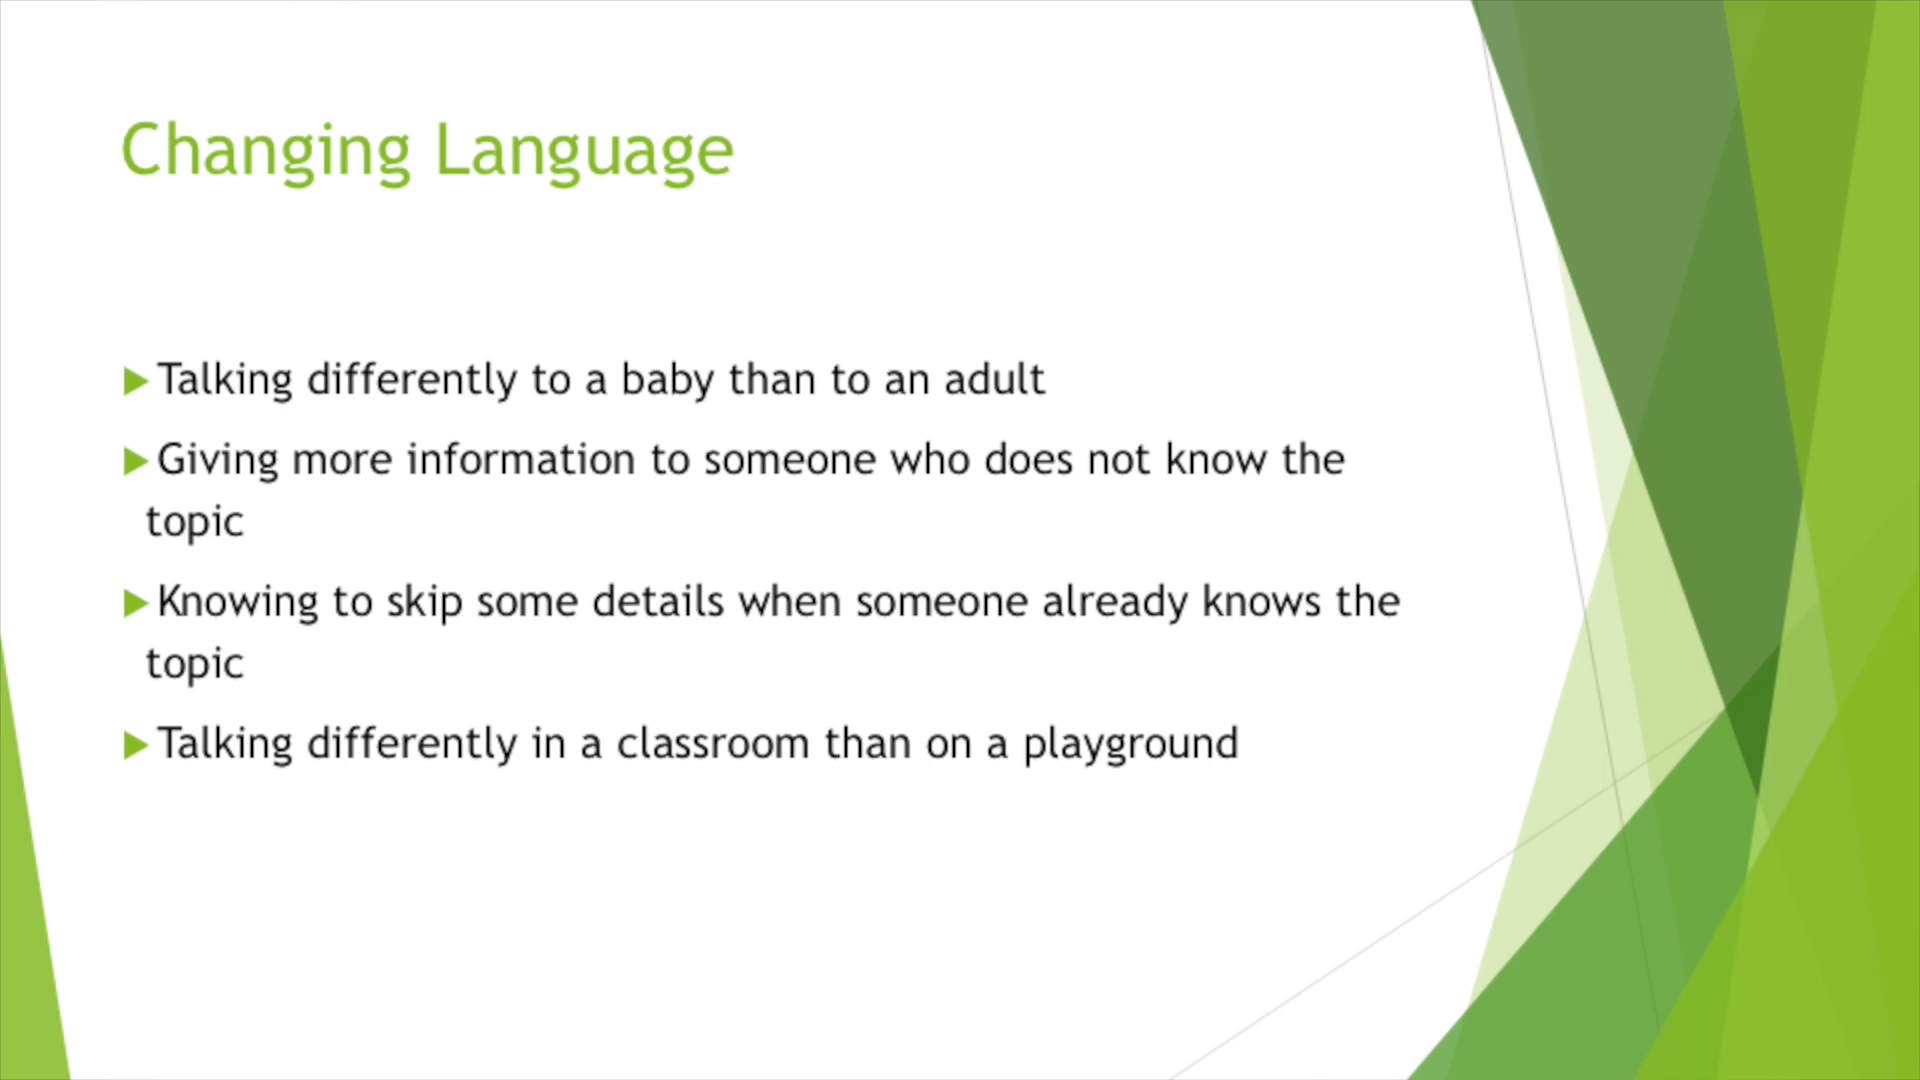 Changing Language
Talking differently to a baby than to an adult
Giving more information to someone who does not know the
topic
Knowing to skip some details when someone already knows the
topic
Talking differently in a classroom than on a playground